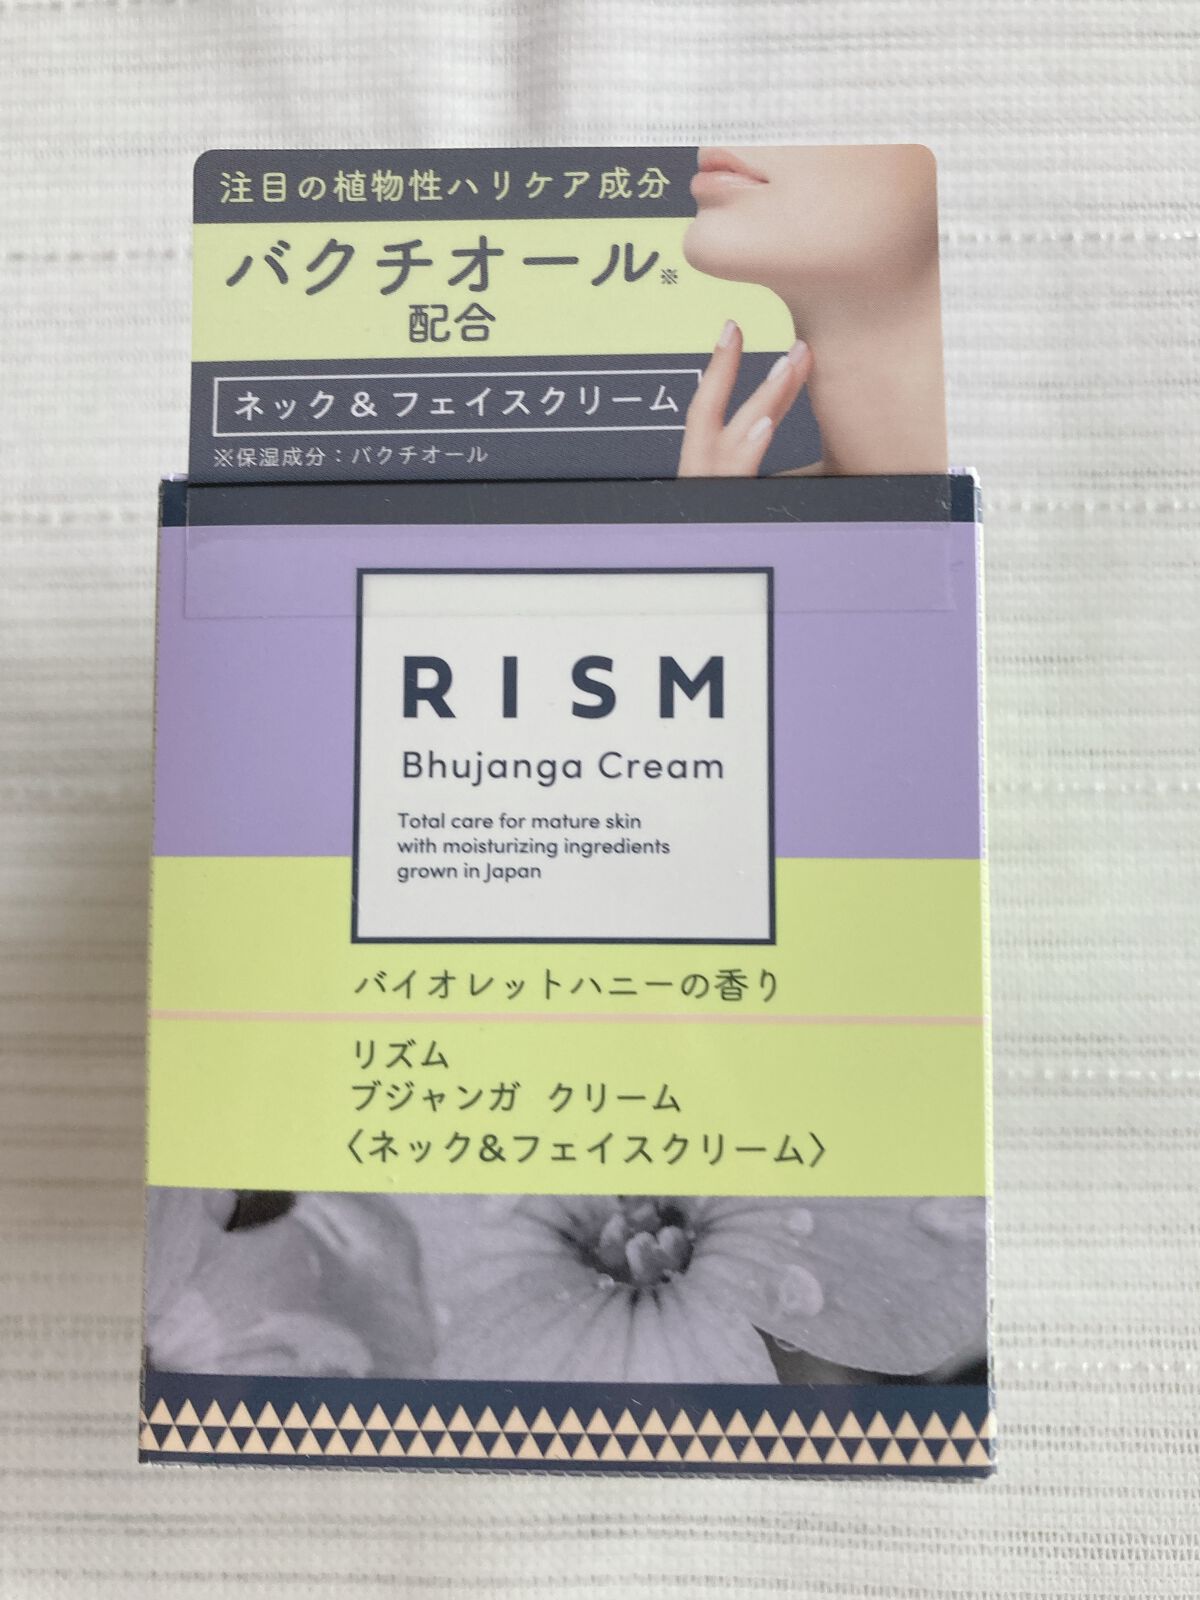 注目の植物性ハリケア成分
バクチオール※
配合
ネック&フェイスクリーム
※保湿成分：バクチオール
RISM
Bhujanga Cream
Total care for mature skin
with moisturizing ingredients
grown in Japan
バイオレットハニーの香り
リズム
ブジャンガ クリーム
〈ネック&フェイスクリーム〉